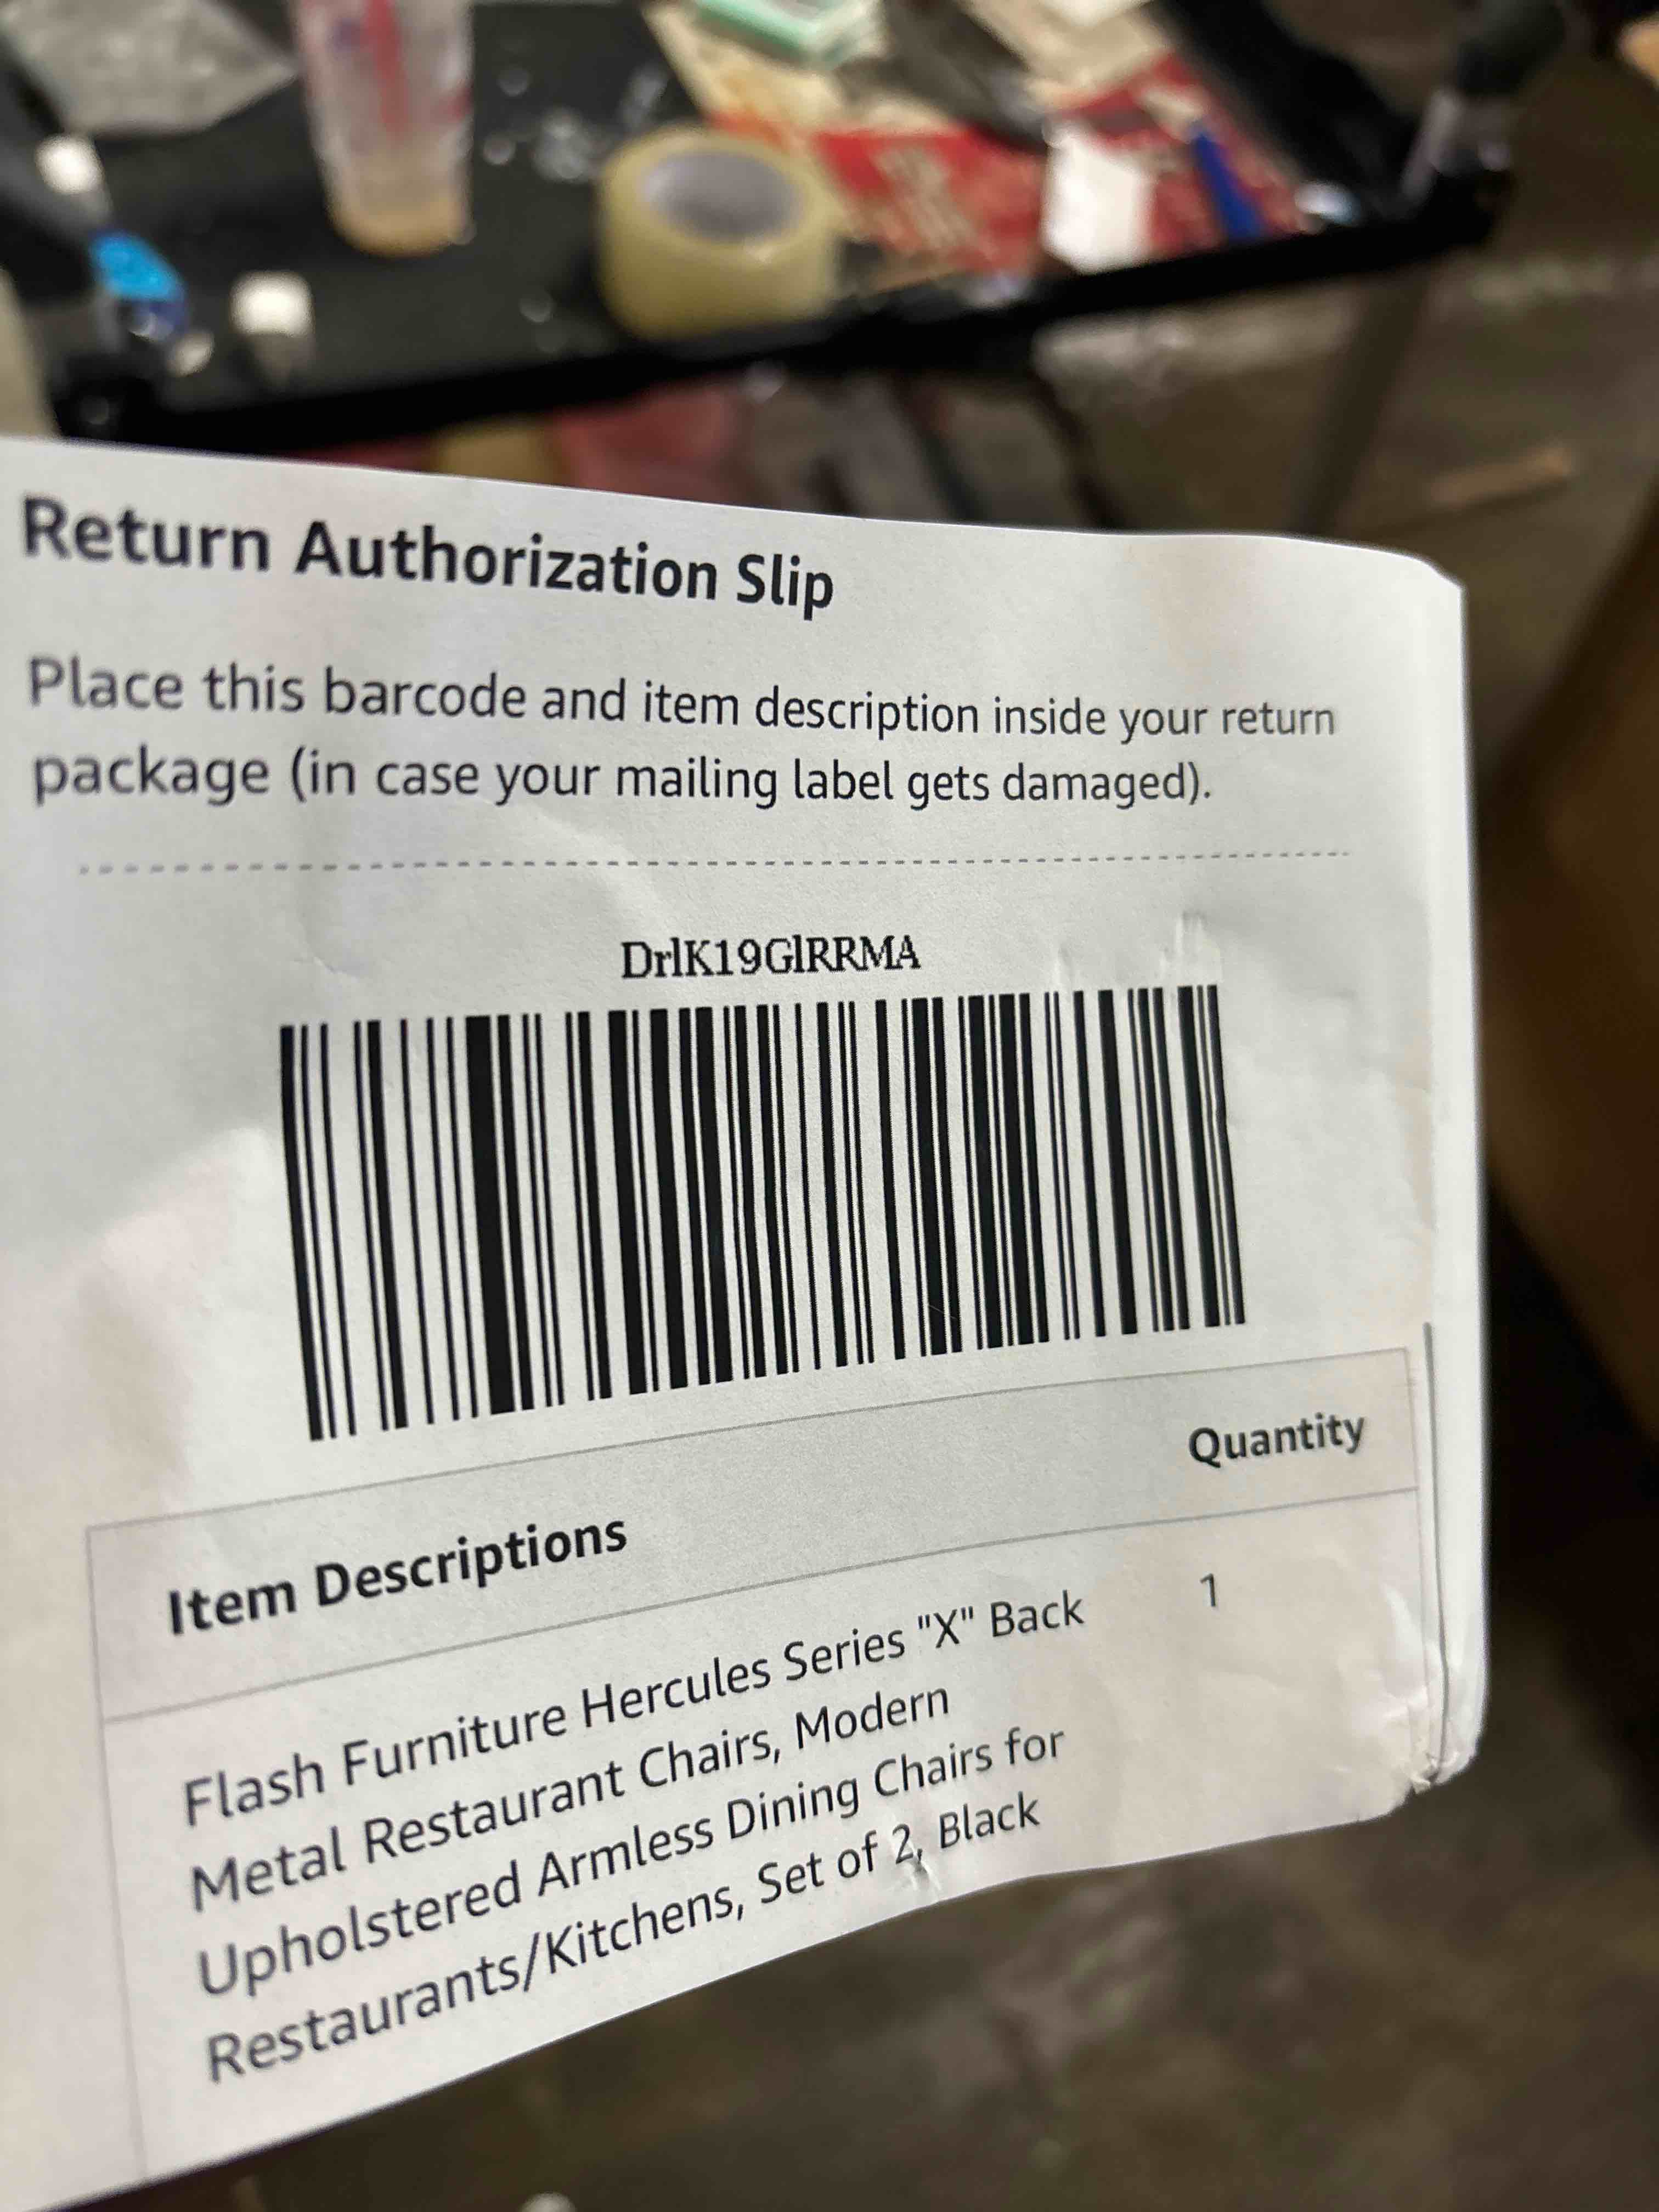 Return Authorization Slip
Place this barcode and item description inside your return
package (in case your mailing label gets damaged).
DrlK19GlRRMA
Item Descriptions Quantity
Flash Furniture Hercules Series "X" Back 1
Metal Restaurant Chairs, Modern
Upholstered Armless Dining Chairs for
Restaurants/Kitchens, Set of 2, Black